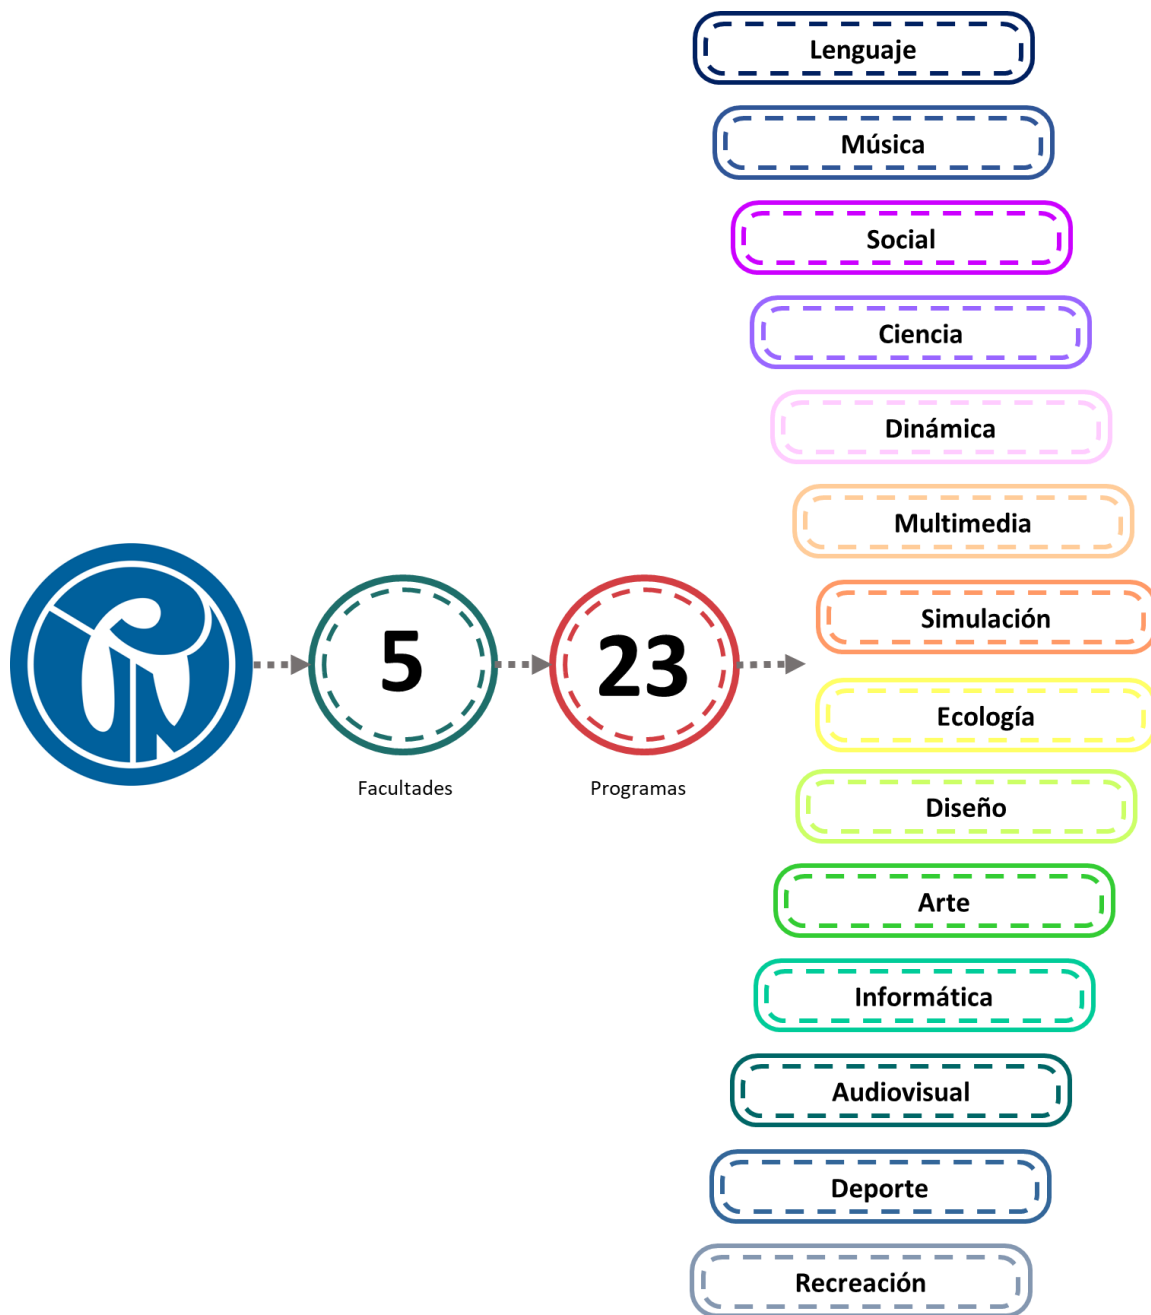 Lenguaje
Música
Social
Ciencia
Dinámica
Multimedia
Simulación
5
23
Facultades
Programas
Ecología
Diseño
Arte
Informática
Audiovisual
Deporte
Recreación